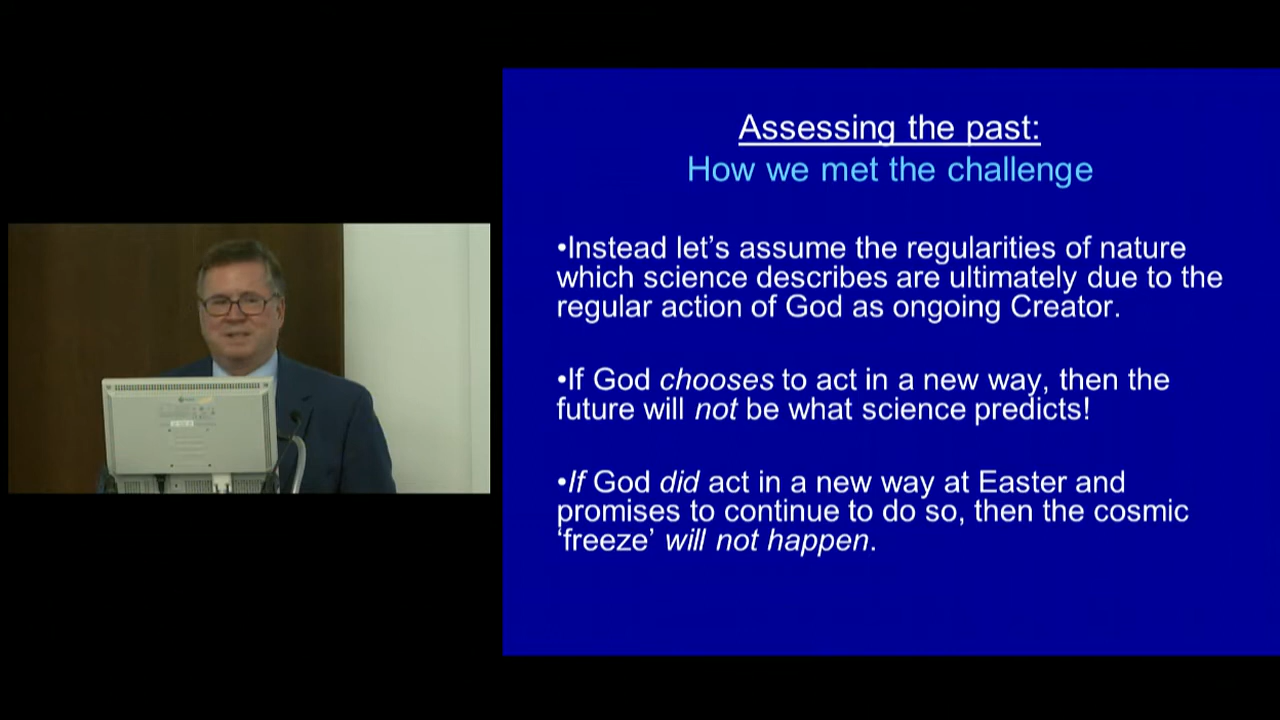 Assessing the past:
How we met the challenge
•Instead let’s assume the regularities of nature
which science describes are ultimately due to the
regular action of God as ongoing Creator.
•If God chooses to act in a new way, then the
future will not be what science predicts!
•If God did act in a new way at Easter and
promises to continue to do so, then the cosmic
‘freeze’ will not happen.